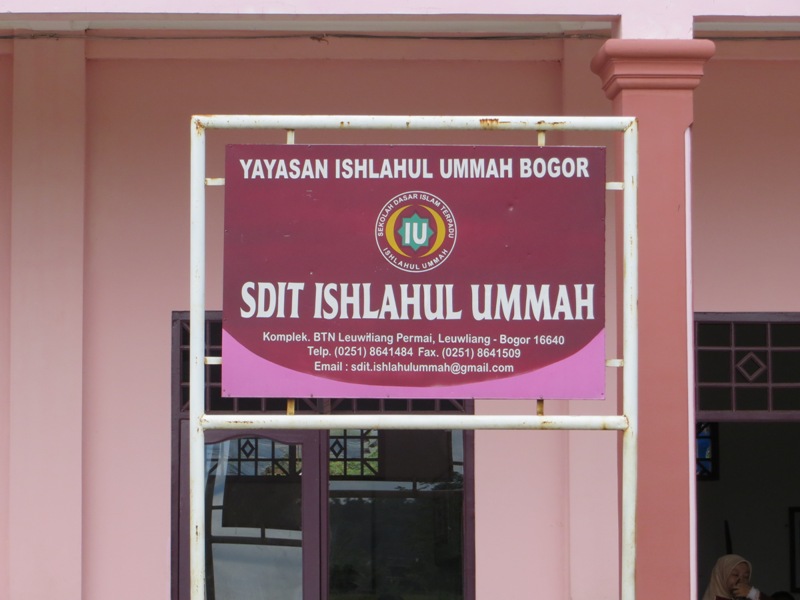 YAYASAN ISHLAHUL UMMAH BOGOR
SEKOLAH DASAR ISLAM TERPADU
IU
ISHLAHUL UMMAH
SDIT ISHLAHUL UMMAH
Komplek. BTN Leuwiliang Permai, Leuwliang - Bogor 16640
Telp. (0251) 8641484 Fax. (0251) 8641509
Email : sdit.ishlahulummah@gmail.com